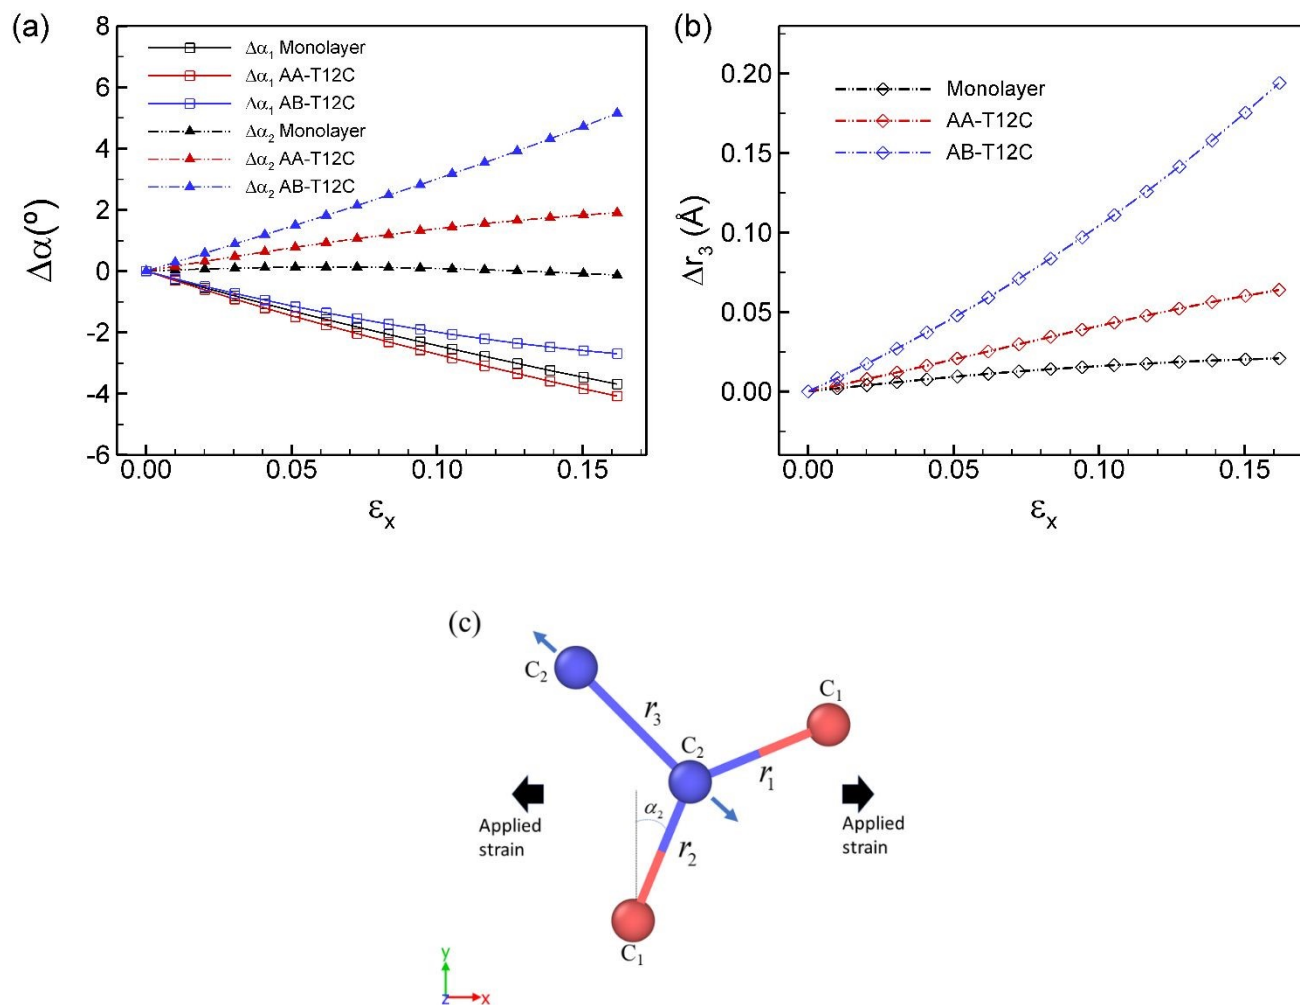 (a)
8
6
4
2
0
-2
-4
-6
Δα(º)
Δα₁ Monolayer
Δα₁ AA-T12C
Δα₁ AB-T12C
Δα₂ Monolayer
Δα₂ AA-T12C
Δα₂ AB-T12C
0.00 0.05 0.10 0.15
εₓ
(b)
0.20
0.15
0.10
0.05
0.00
Δr₃ (Å)
Monolayer
AA-T12C
AB-T12C
0.00 0.05 0.10 0.15
εₓ
(c)
C₂
r₃
C₁
C₂
r₁
α₂
r₂
C₁
Applied
strain
Applied
strain
y
z
x